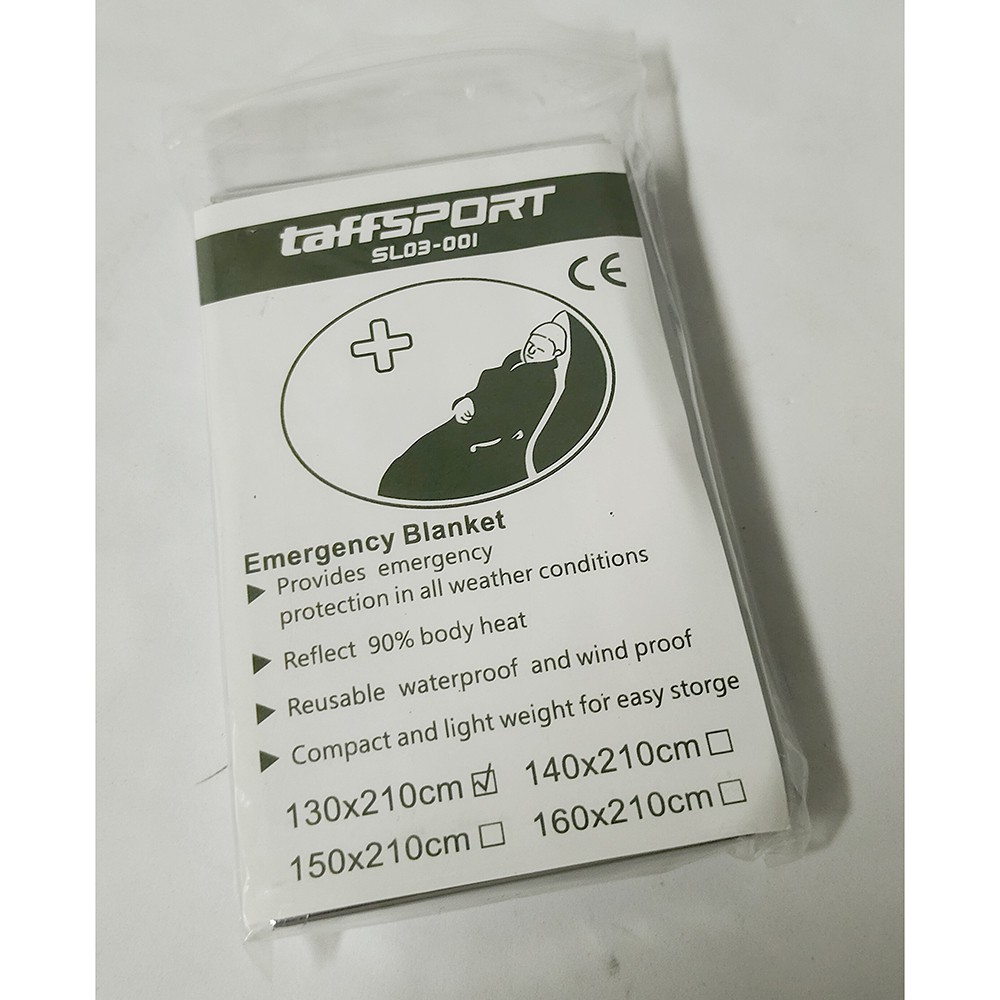 taffSPORT
SL03-001
CE
Emergency Blanket
Provides emergency
protection in all weather conditions
Reflect 90% body heat
Reusable waterproof and wind proof
Compact and light weight for easy storge
130x210cm 140x210cm
150x210cm 160x210cm